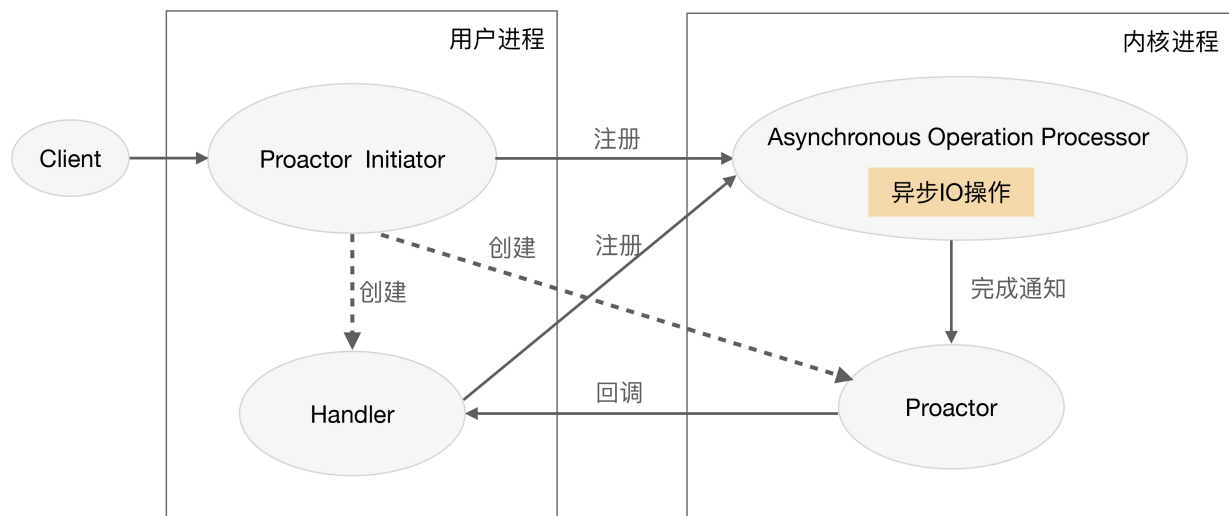 用户进程
内核进程
Client
Proactor Initiator
注册
Asynchronous Operation Processor
异步IO操作
创建
创建
注册
完成通知
Handler
回调
Proactor